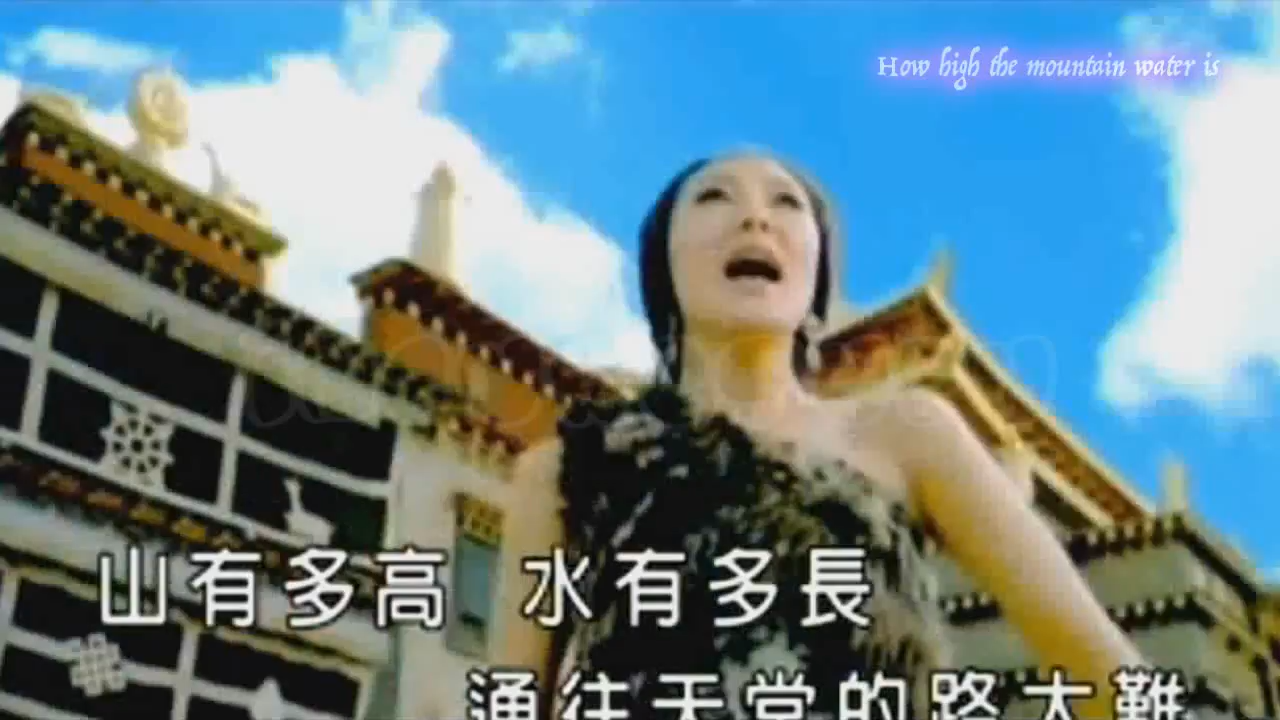 How high the mountain water is
山有多高 水有多長
通往天堂的路太難